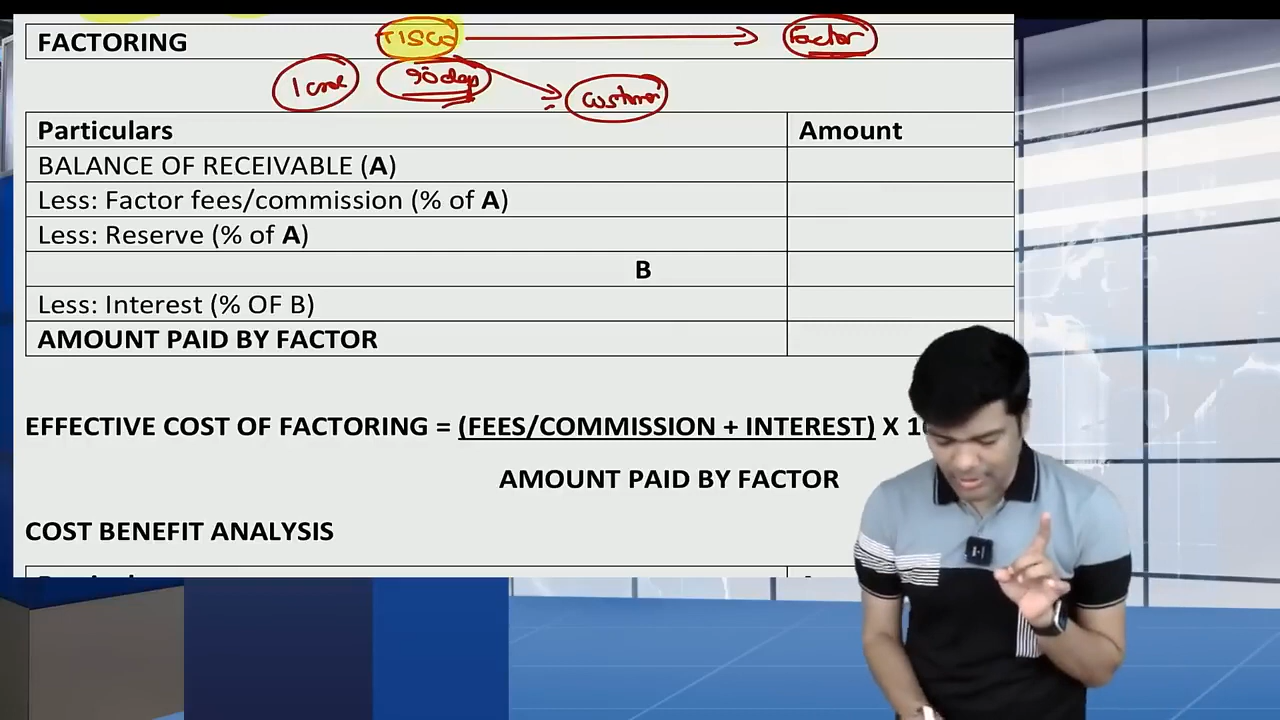 FACTORING
TISCO
Factor
1 crore
90 days
Customer
Particulars Amount
BALANCE OF RECEIVABLE (A)
Less: Factor fees/commission (% of A)
Less: Reserve (% of A)
B
Less: Interest (% OF B)
AMOUNT PAID BY FACTOR
EFFECTIVE COST OF FACTORING = (FEES/COMMISSION + INTEREST) X
AMOUNT PAID BY FACTOR
COST BENEFIT ANALYSIS